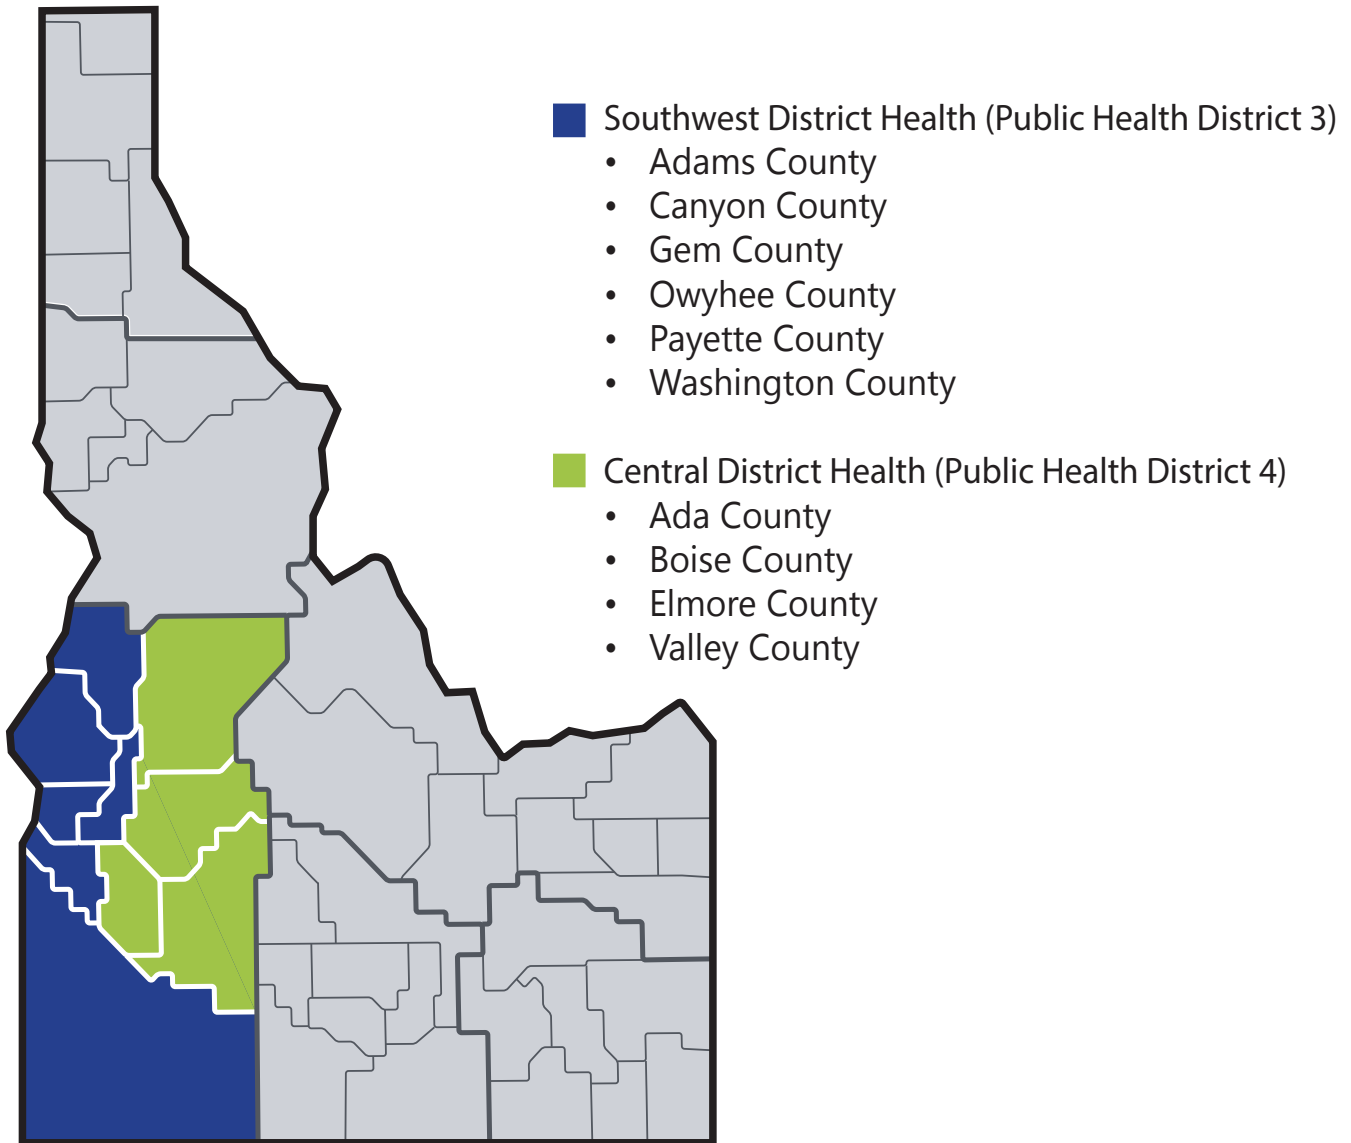 Southwest District Health (Public Health District 3)
• Adams County
• Canyon County
• Gem County
• Owyhee County
• Payette County
• Washington County
Central District Health (Public Health District 4)
• Ada County
• Boise County
• Elmore County
• Valley County